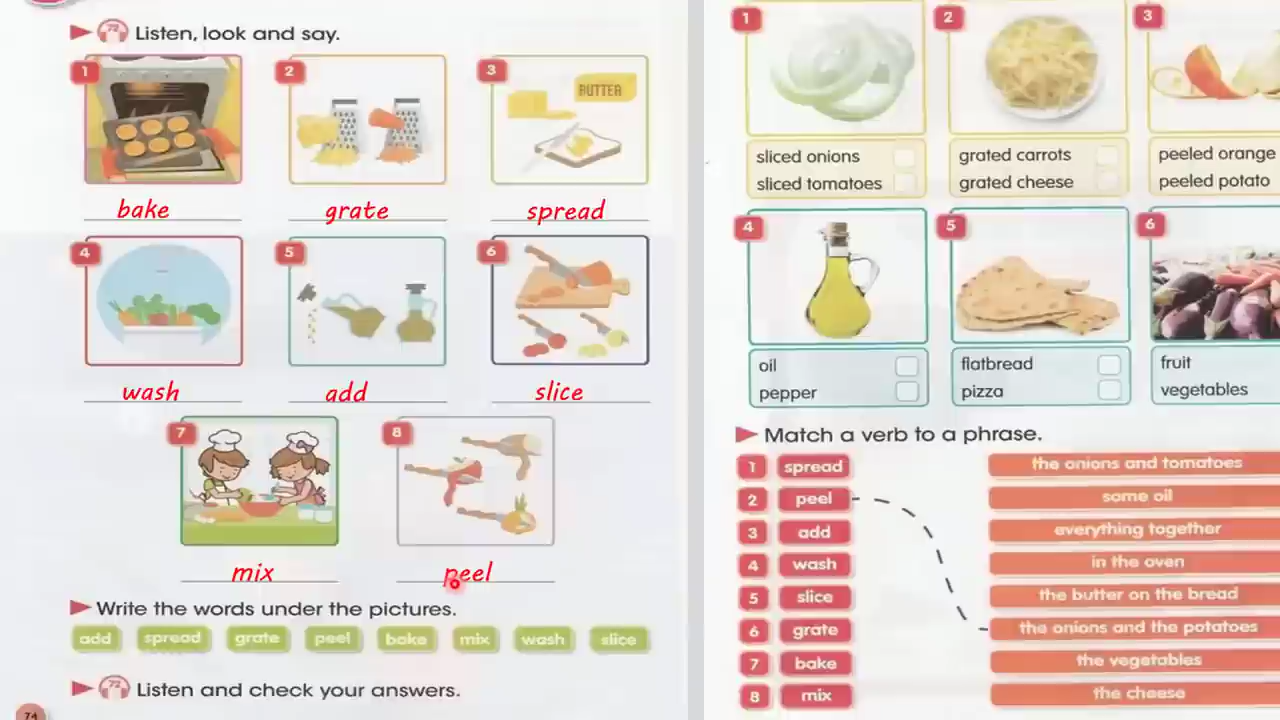 72 Listen, look and say.
1
2
3
BUTTER
bake
grate
spread
4
5
6
wash
add
slice
7
8
mix
peel
Write the words under the pictures.
add spread grate peel bake mix wash slice
72 Listen and check your answers.
74
1
2
3
sliced onions
sliced tomatoes
grated carrots
grated cheese
peeled orange
peeled potato
4
5
6
oil
pepper
flatbread
pizza
fruit
vegetables
Match a verb to a phrase.
1 spread the onions and tomatoes
2 peel some oil
3 add everything together
4 wash in the oven
5 slice the butter on the bread
6 grate the onions and the potatoes
7 bake the vegetables
8 mix the cheese